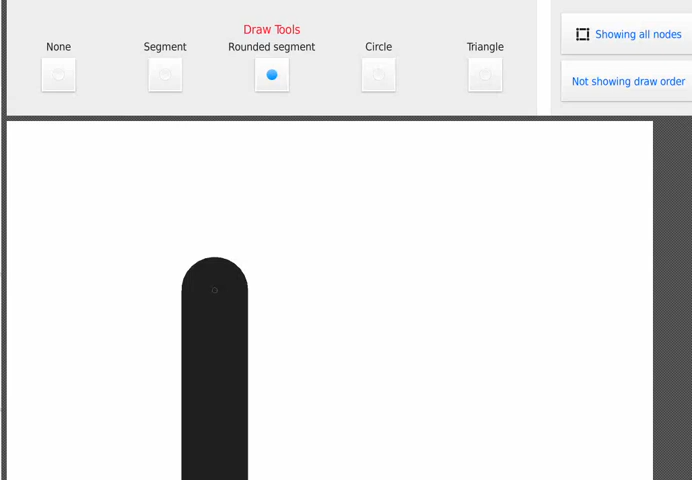 Draw Tools
None
Segment
Rounded segment
Circle
Triangle
Showing all nodes
Not showing draw order